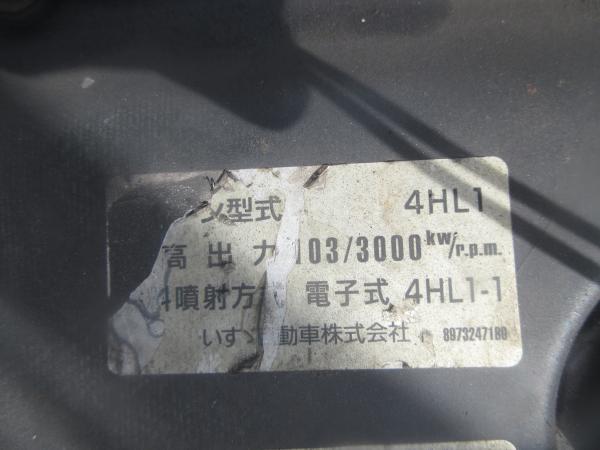 型式 4HL1
高出力 103/3000 kw/r.p.m.
噴射方式 電子式 4HL1-1
いすゞ動車株式会社 8973247180